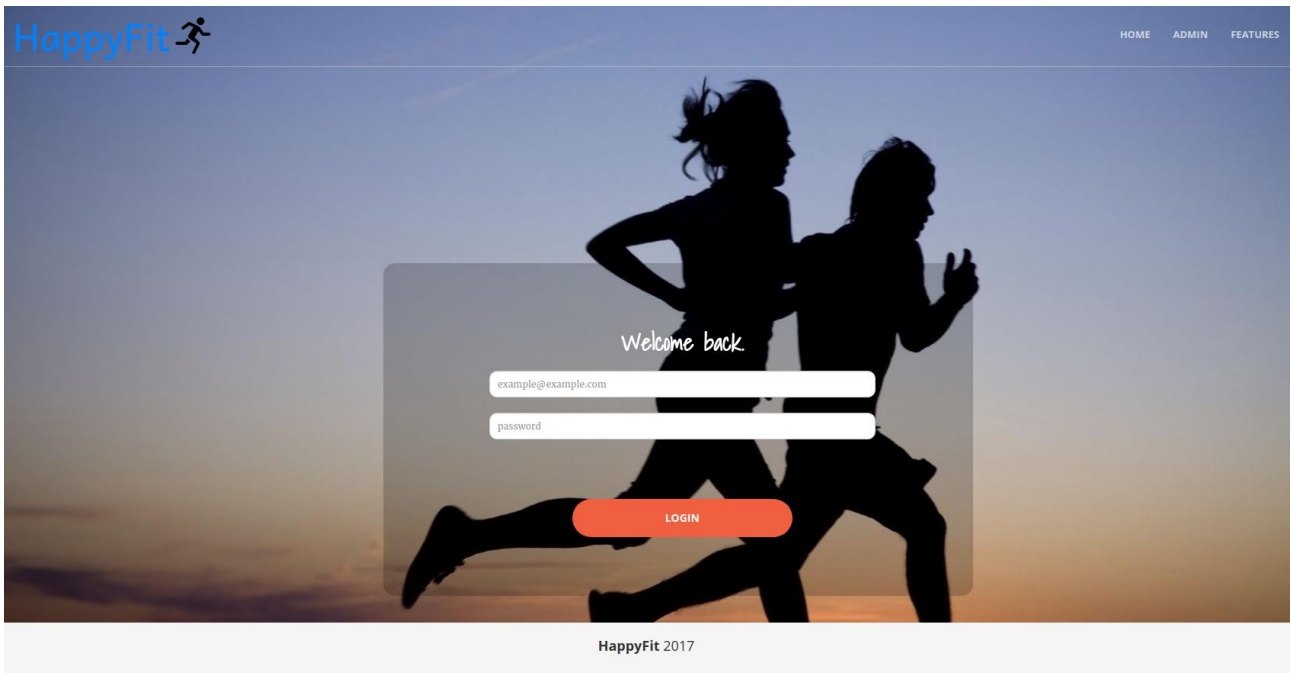 HappyFit
HOME ADMIN FEATURES
Welcome back.
example@example.com
password
LOGIN
HappyFit 2017